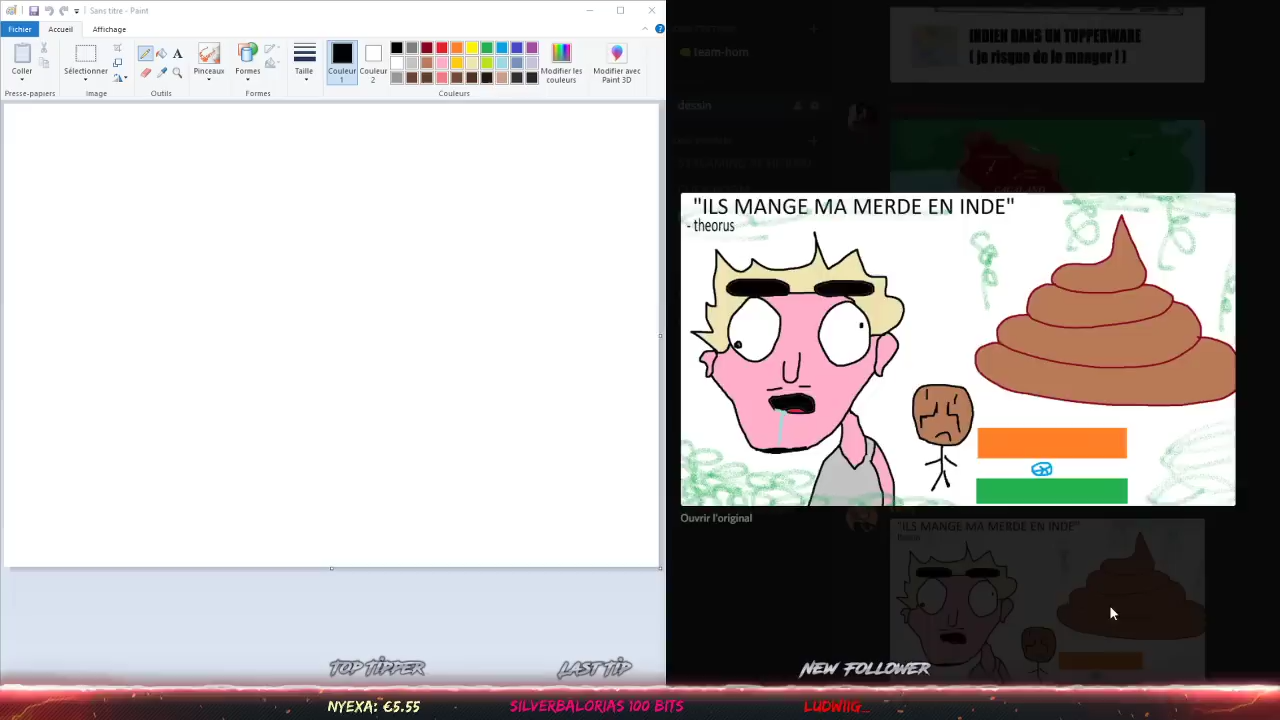 Sans titre - Paint
Fichier
Accueil
Affichage
Coller
Sélectionner
Pinceaux
Formes
Taille
Couleur 1
Couleur 2
Modifier les couleurs
Modifier avec Paint 3D
Presse-papiers
Image
Outils
Formes
Couleurs
team-hom
dessin
INDIEN DANS UN TUPPERWARE
( je risque de le manger ) )
"ILS MANGE MA MERDE EN INDE"
- theorus
Ouvrir l'original
"ILS MANGE MA MERDE EN INDE"
TOP TIPPER
LAST TIP
NEW FOLLOWER
NYEXA: €5.55
SILVERBALORIAS 100 BITS
LUDWIIG_